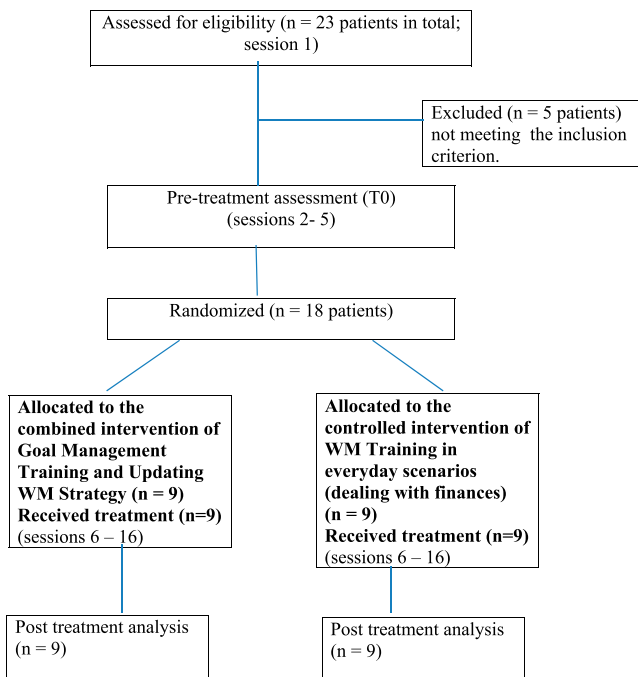 Assessed for eligibility (n = 23 patients in total;
session 1)
Excluded (n = 5 patients)
not meeting the inclusion
criterion.
Pre-treatment assessment (T0)
(sessions 2- 5)
Randomized (n = 18 patients)
Allocated to the
combined intervention of
Goal Management
Training and Updating
WM Strategy (n = 9)
Received treatment (n=9)
(sessions 6 – 16)
Allocated to the
controlled intervention of
WM Training in
everyday scenarios
(dealing with finances)
(n = 9)
Received treatment (n=9)
(sessions 6 – 16)
Post treatment analysis
(n = 9)
Post treatment analysis
(n = 9)